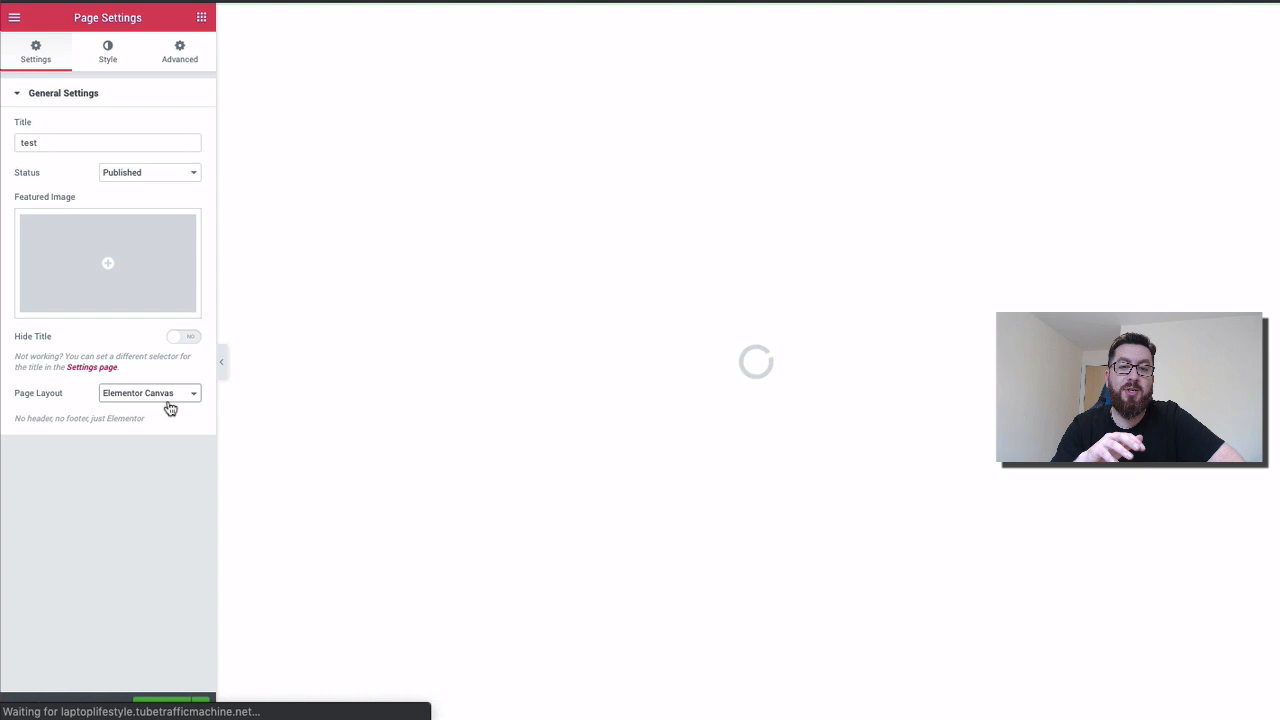 Page Settings
Settings
Style
Advanced
General Settings
Title
test
Status
Published
Featured Image
Hide Title
NO
Not working? You can set a different selector for
the title in the Settings page.
Page Layout
Elementor Canvas
No header, no footer, just Elementor
Waiting for laptoplifestyle.tubetrafficmachine.net...